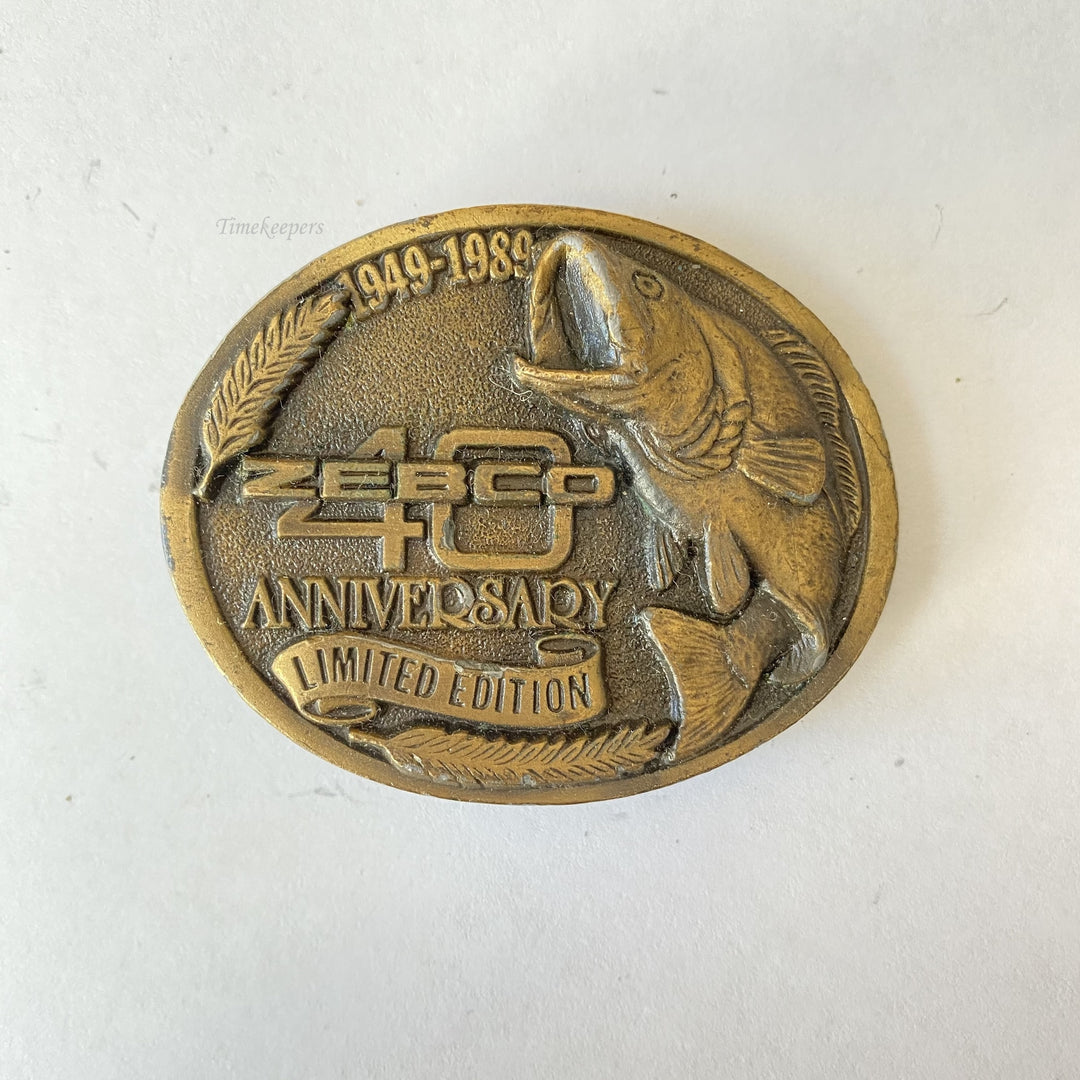 Timekeepers
1949-1989
40
ZEBCO
ANNIVERSARY
LIMITED EDITION